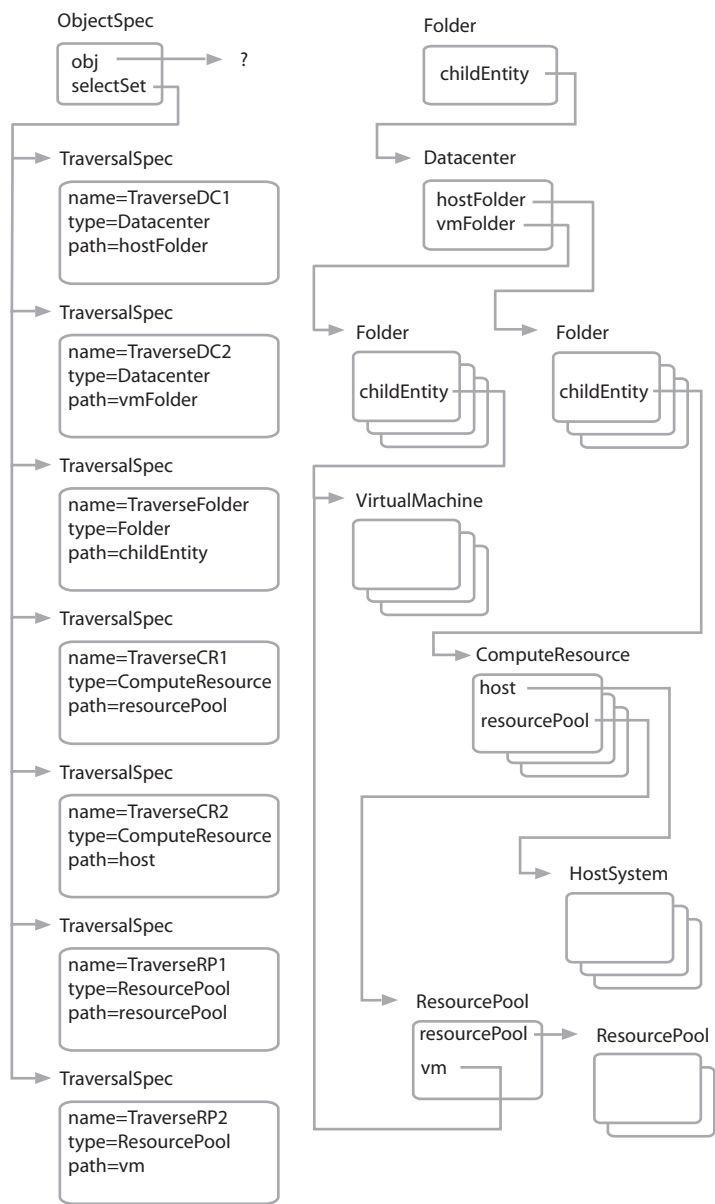 ObjectSpec
obj
?
selectSet
TraversalSpec
name=TraverseDC1
type=Datacenter
path=hostFolder
TraversalSpec
name=TraverseDC2
type=Datacenter
path=vmFolder
TraversalSpec
name=TraverseFolder
type=Folder
path=childEntity
TraversalSpec
name=TraverseCR1
type=ComputeResource
path=resourcePool
TraversalSpec
name=TraverseCR2
type=ComputeResource
path=host
TraversalSpec
name=TraverseRP1
type=ResourcePool
path=resourcePool
TraversalSpec
name=TraverseRP2
type=ResourcePool
path=vm
Folder
childEntity
Datacenter
hostFolder
vmFolder
Folder
childEntity
Folder
childEntity
VirtualMachine
ComputeResource
host
resourcePool
HostSystem
ResourcePool
resourcePool
vm
ResourcePool